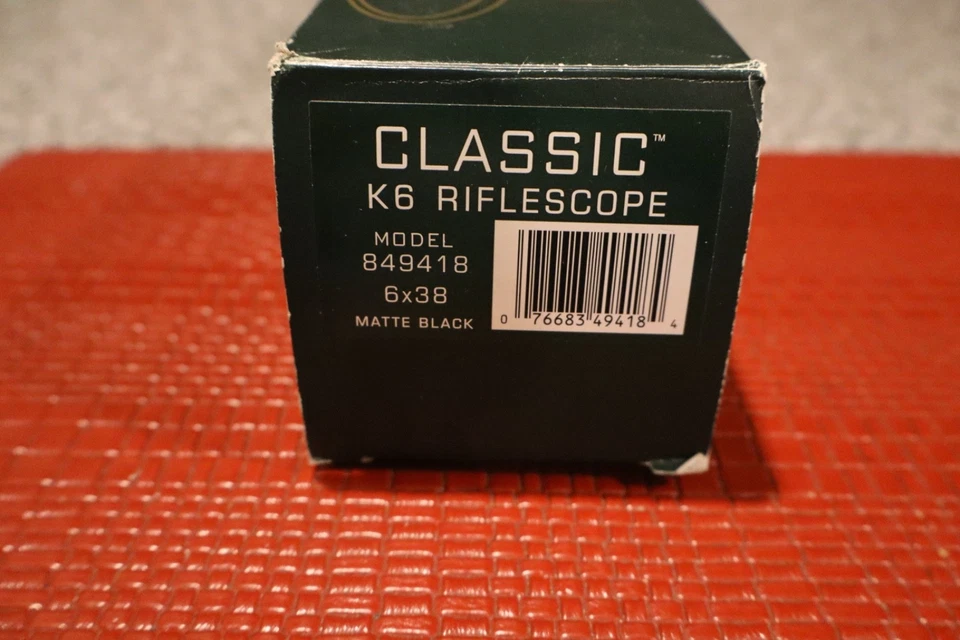 CLASSIC™
K6 RIFLESCOPE
MODEL
849418
6x38
MATTE BLACK
0 76683 49418 4